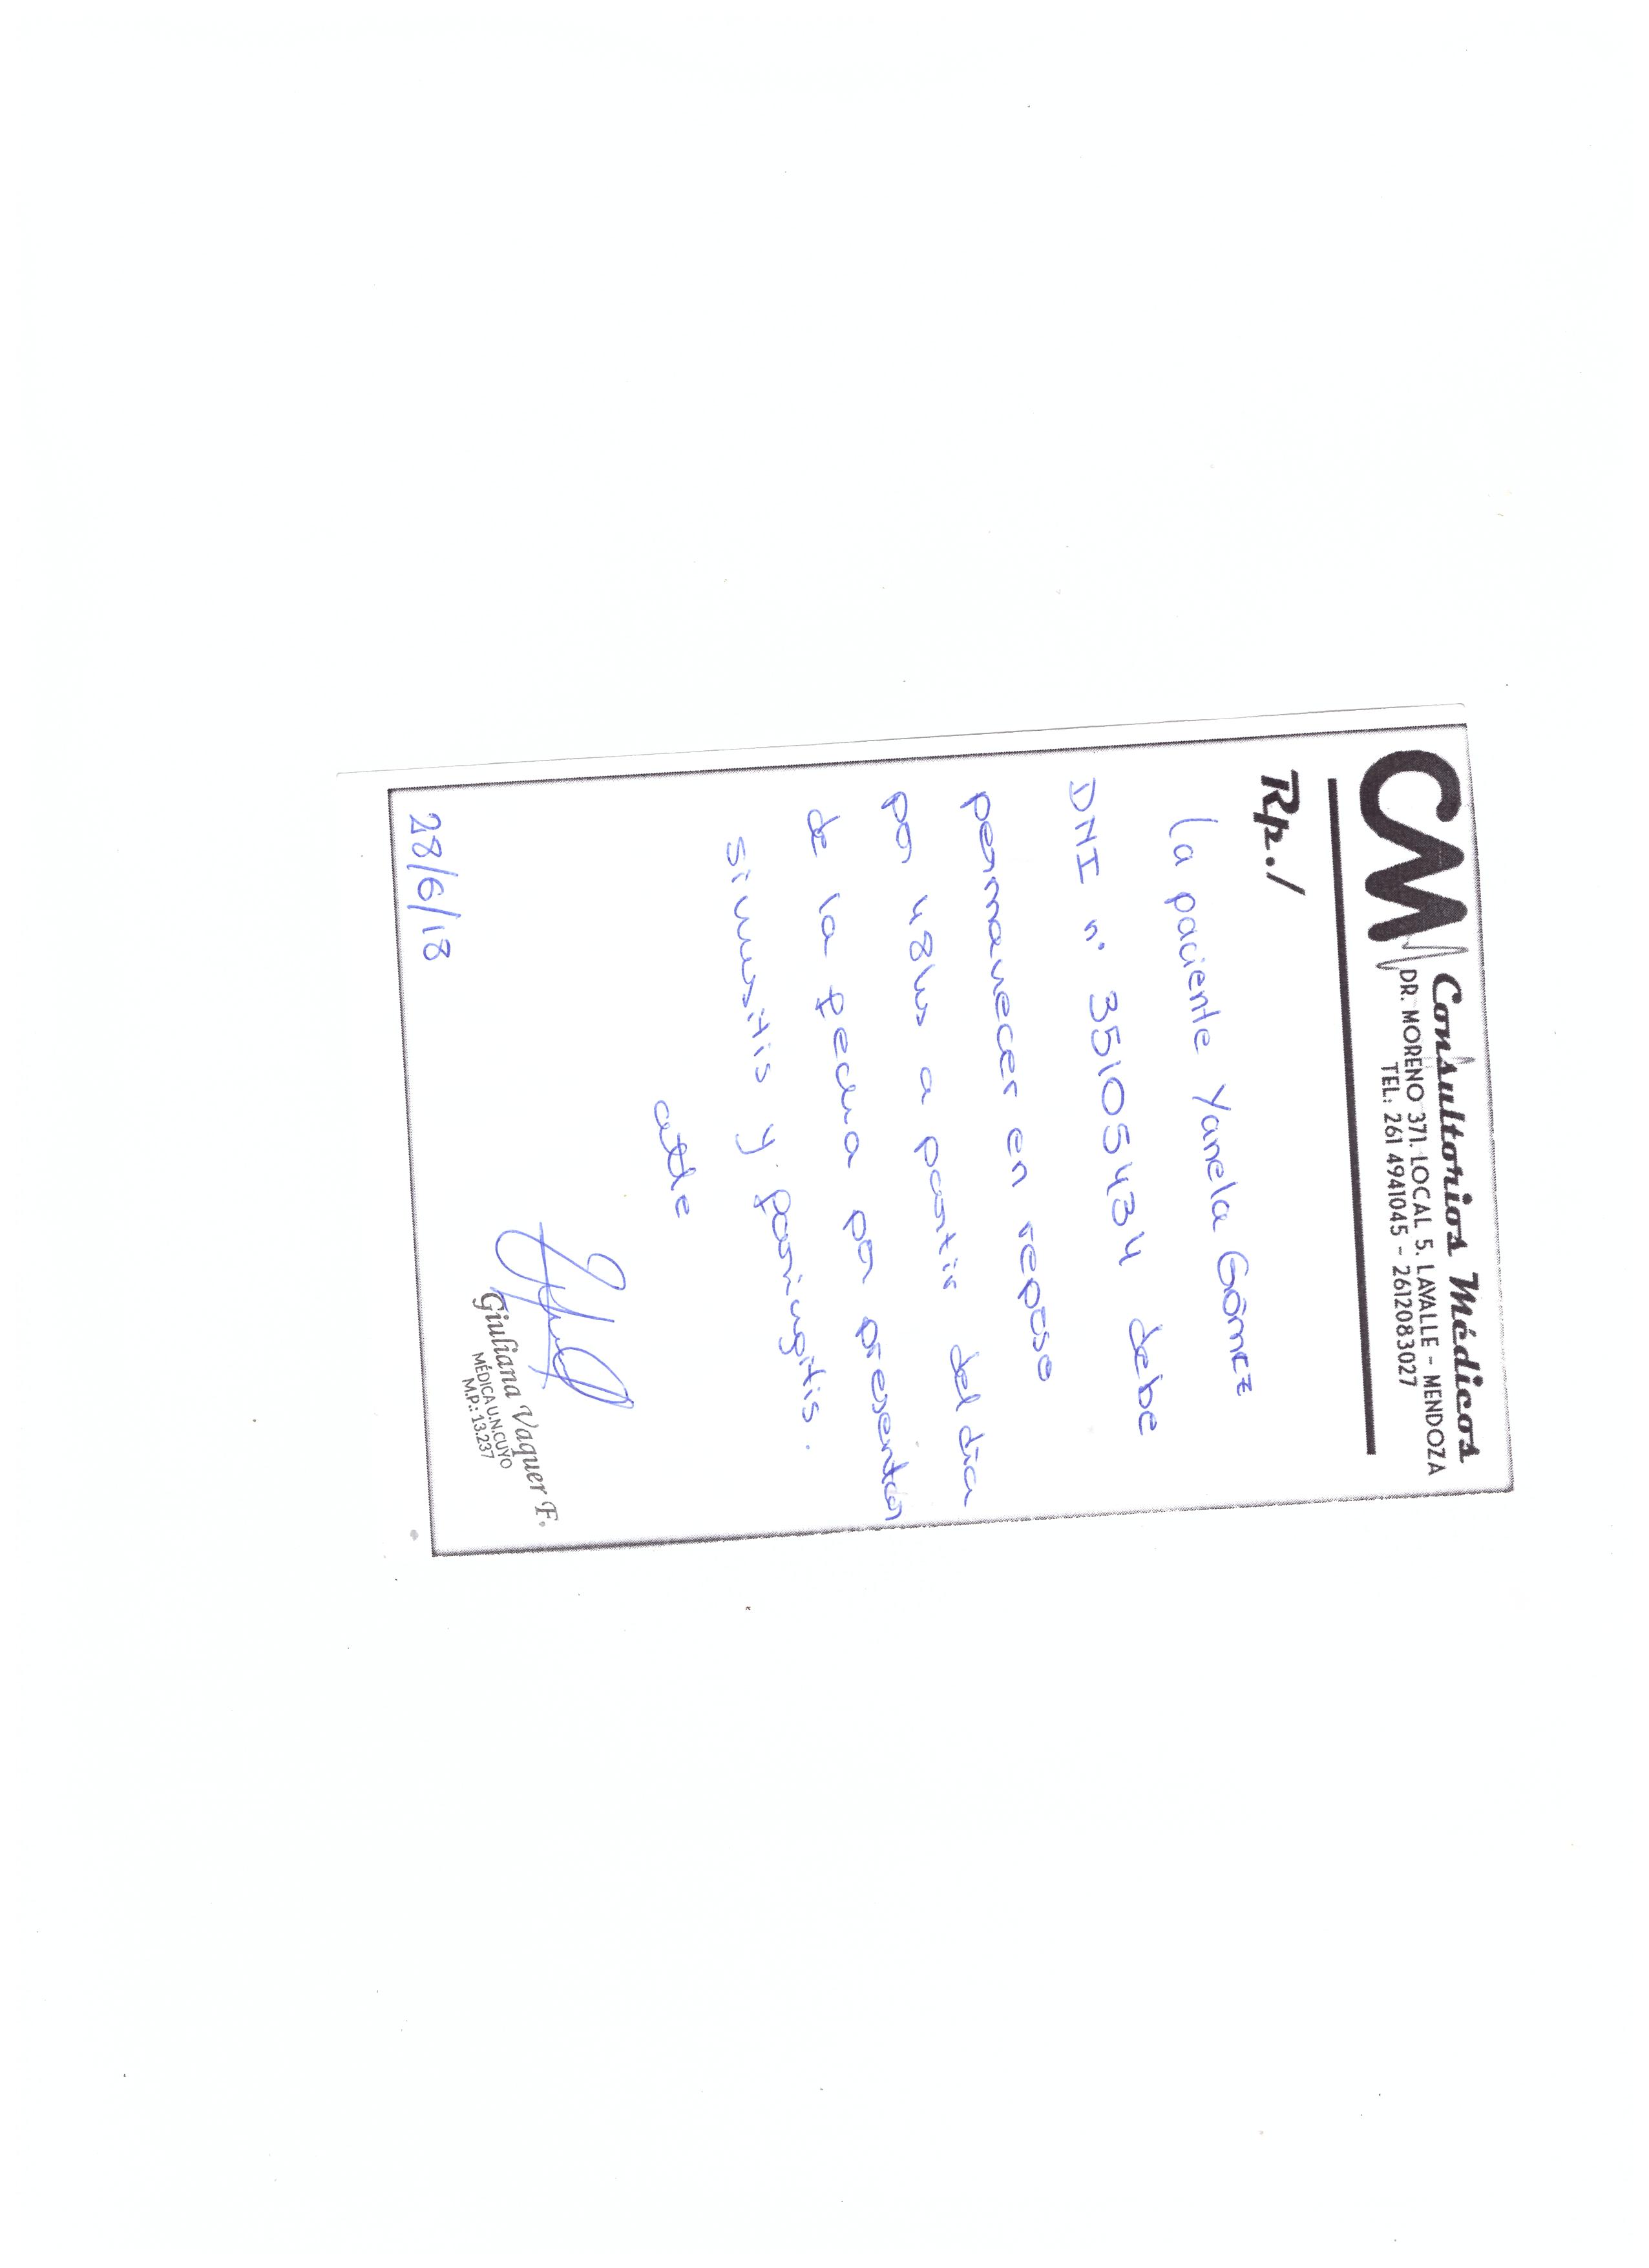 CM Consultorios Médicos
DR. MORENO 371. LOCAL 5. LAVALLE - MENDOZA
TEL: 261 4941045 - 2612083027
Rp./
La paciente Yanela Gómez
DNI n° 35105434 debe
permanecer en reposo
por 48hs a partir del día
de la fecha por presentar
sinusitis y faringitis.
atte
28/6/18
Giuliana Vaquer F.
MÉDICA U.N.CUYO
M.P.: 13.237